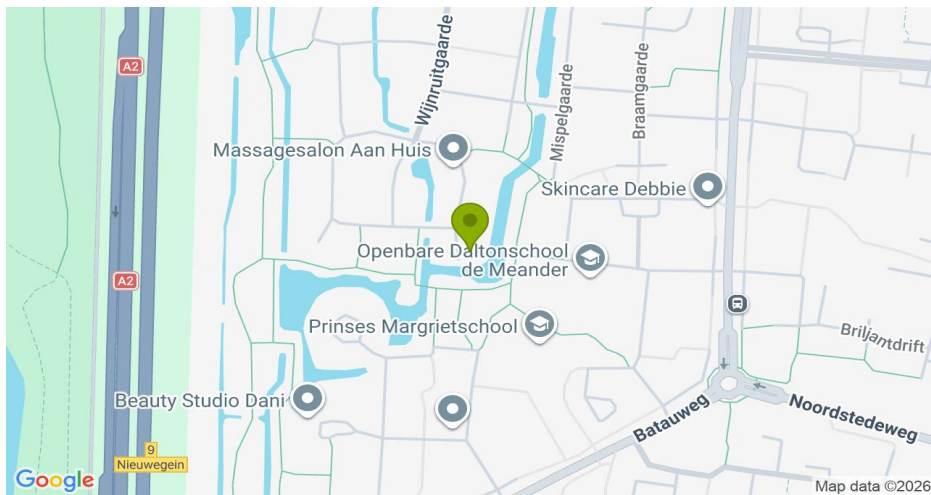 A2
Wijnruitgaarde
Mispelgaarde
Braamgaarde
Massagesalon Aan Huis
Skincare Debbie
Openbare Daltonschool
de Meander
A2
Prinses Margrietschool
Briljantdrift
Beauty Studio Dani
Batauweg
Noordstedeweg
9
Nieuwegein
Google
Map data ©2026